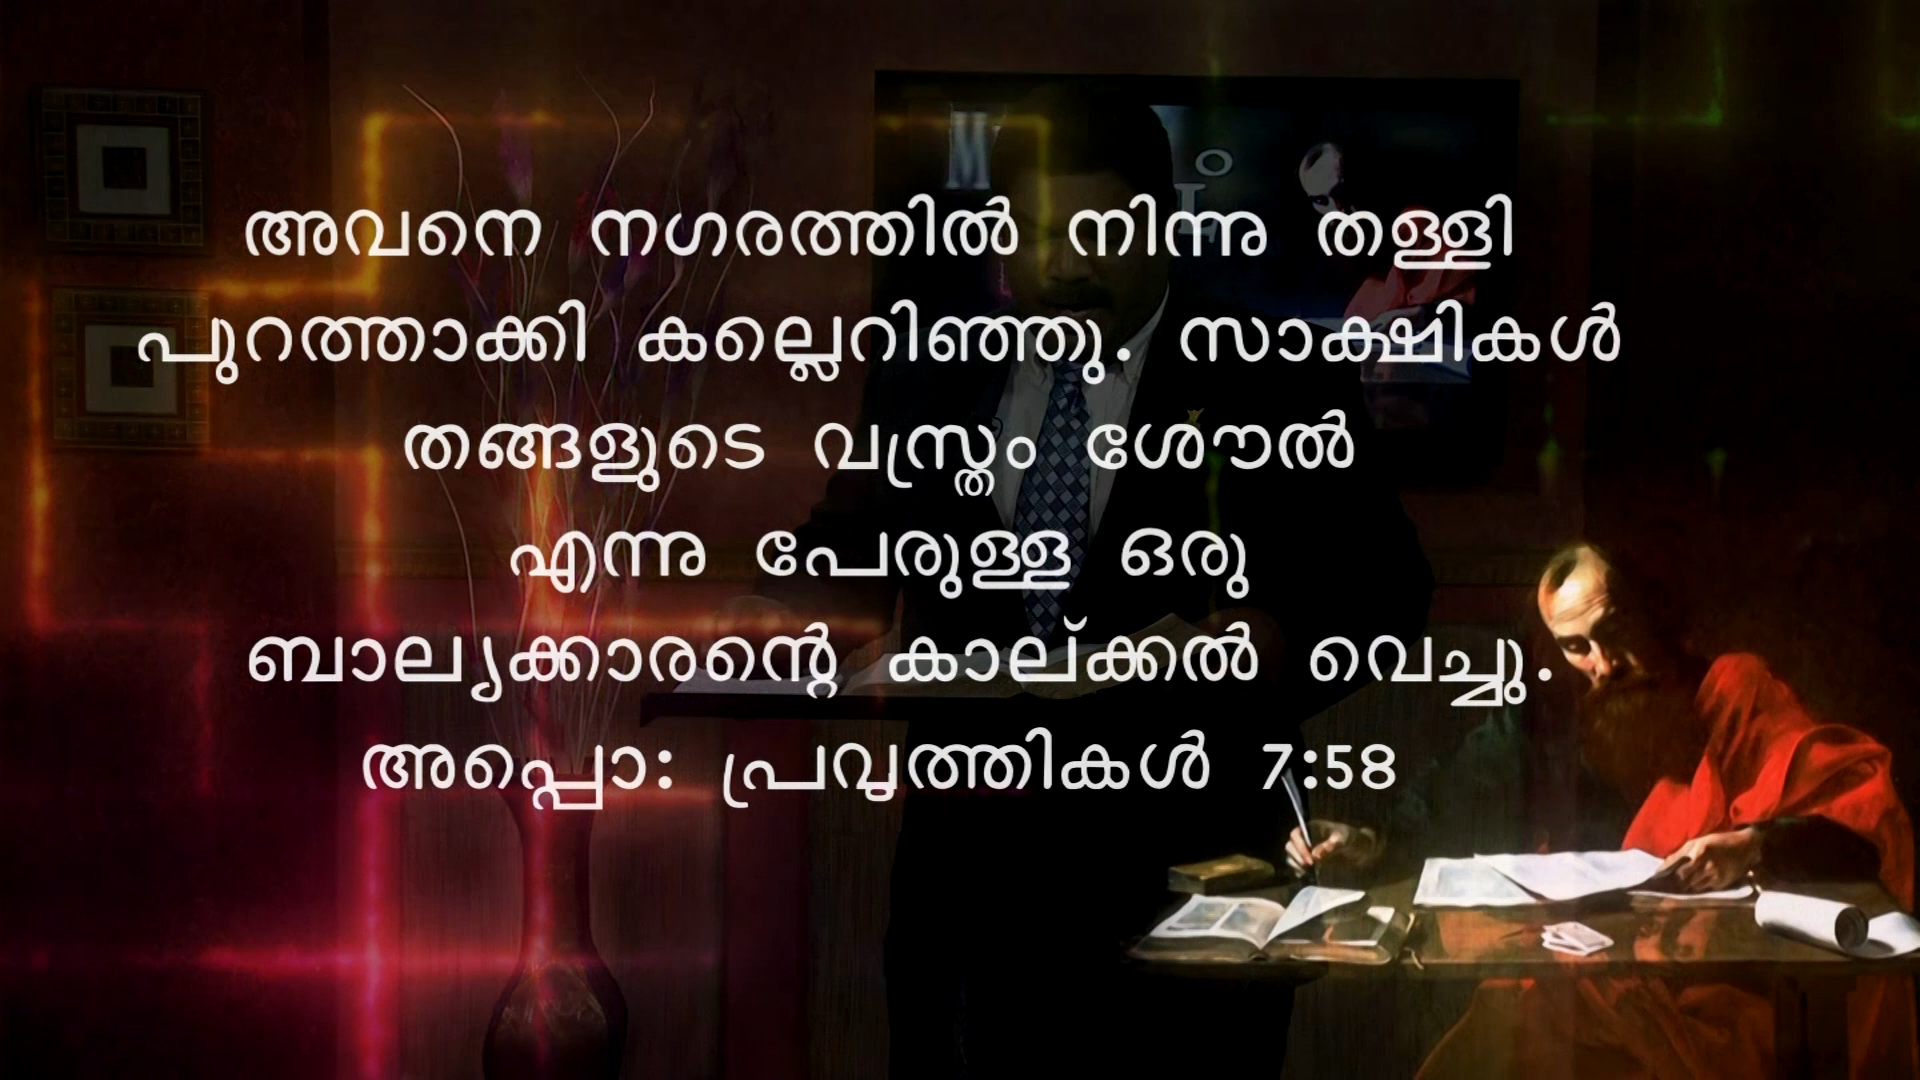 അവനെ നഗരത്തിൽ നിന്നു തള്ളി
പുറത്താക്കി കല്ലെറിഞ്ഞു. സാക്ഷികൾ
തങ്ങളുടെ വസ്ത്രം ശൌൽ
എന്നു പേരുള്ള ഒരു
ബാല്യക്കാരന്റെ കാല്ക്കൽ വെച്ചു.
അപ്പൊ: പ്രവൃത്തികൾ 7:58